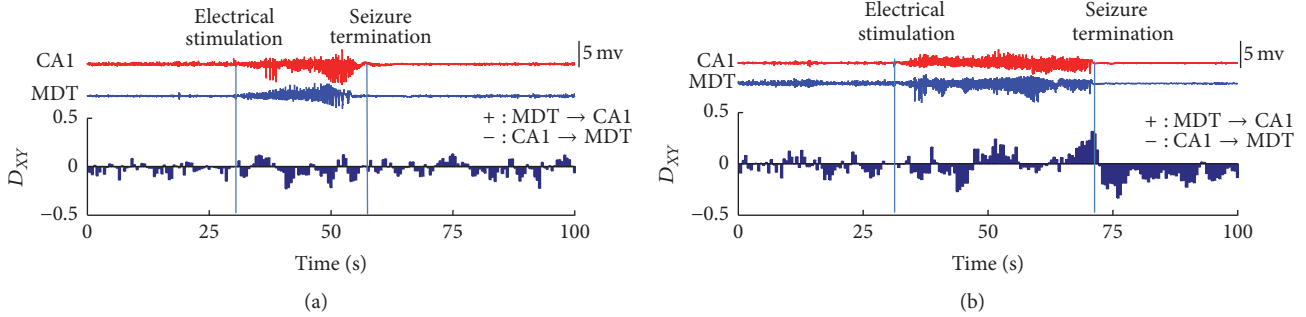 Electrical stimulation
Seizure termination
CA1
5 mv
MDT
+ : MDT → CA1
− : CA1 → MDT
0.5
0
−0.5
D_XY
0 25 50 75 100
Time (s)
(a)
Electrical stimulation
Seizure termination
CA1
5 mv
MDT
+ : MDT → CA1
− : CA1 → MDT
0.5
0
−0.5
D_XY
0 25 50 75 100
Time (s)
(b)